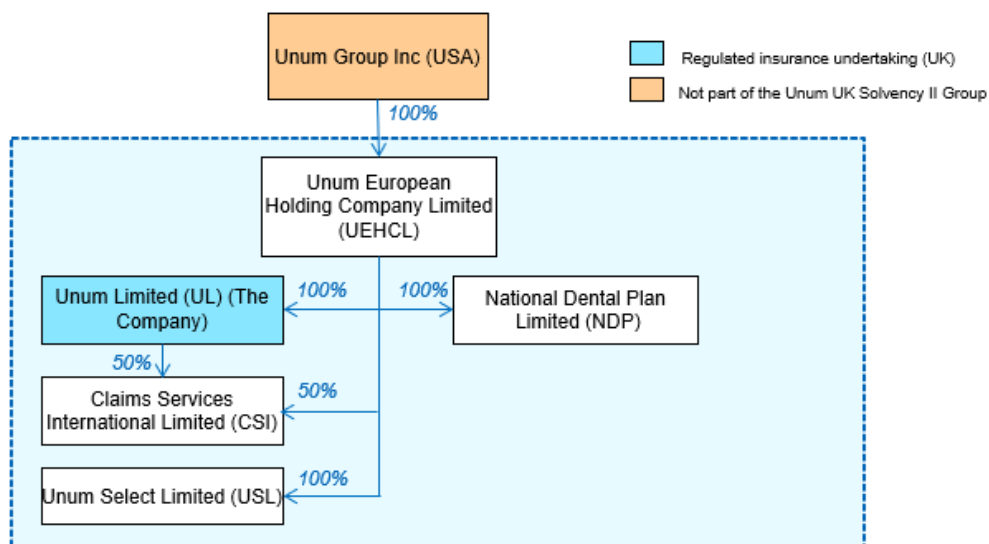 Unum Group Inc (USA)
Regulated insurance undertaking (UK)
Not part of the Unum UK Solvency II Group
100%
Unum European
Holding Company Limited
(UEHCL)
Unum Limited (UL) (The
Company)
100%
100%
National Dental Plan
Limited (NDP)
50%
Claims Services
International Limited (CSI)
50%
Unum Select Limited (USL)
100%